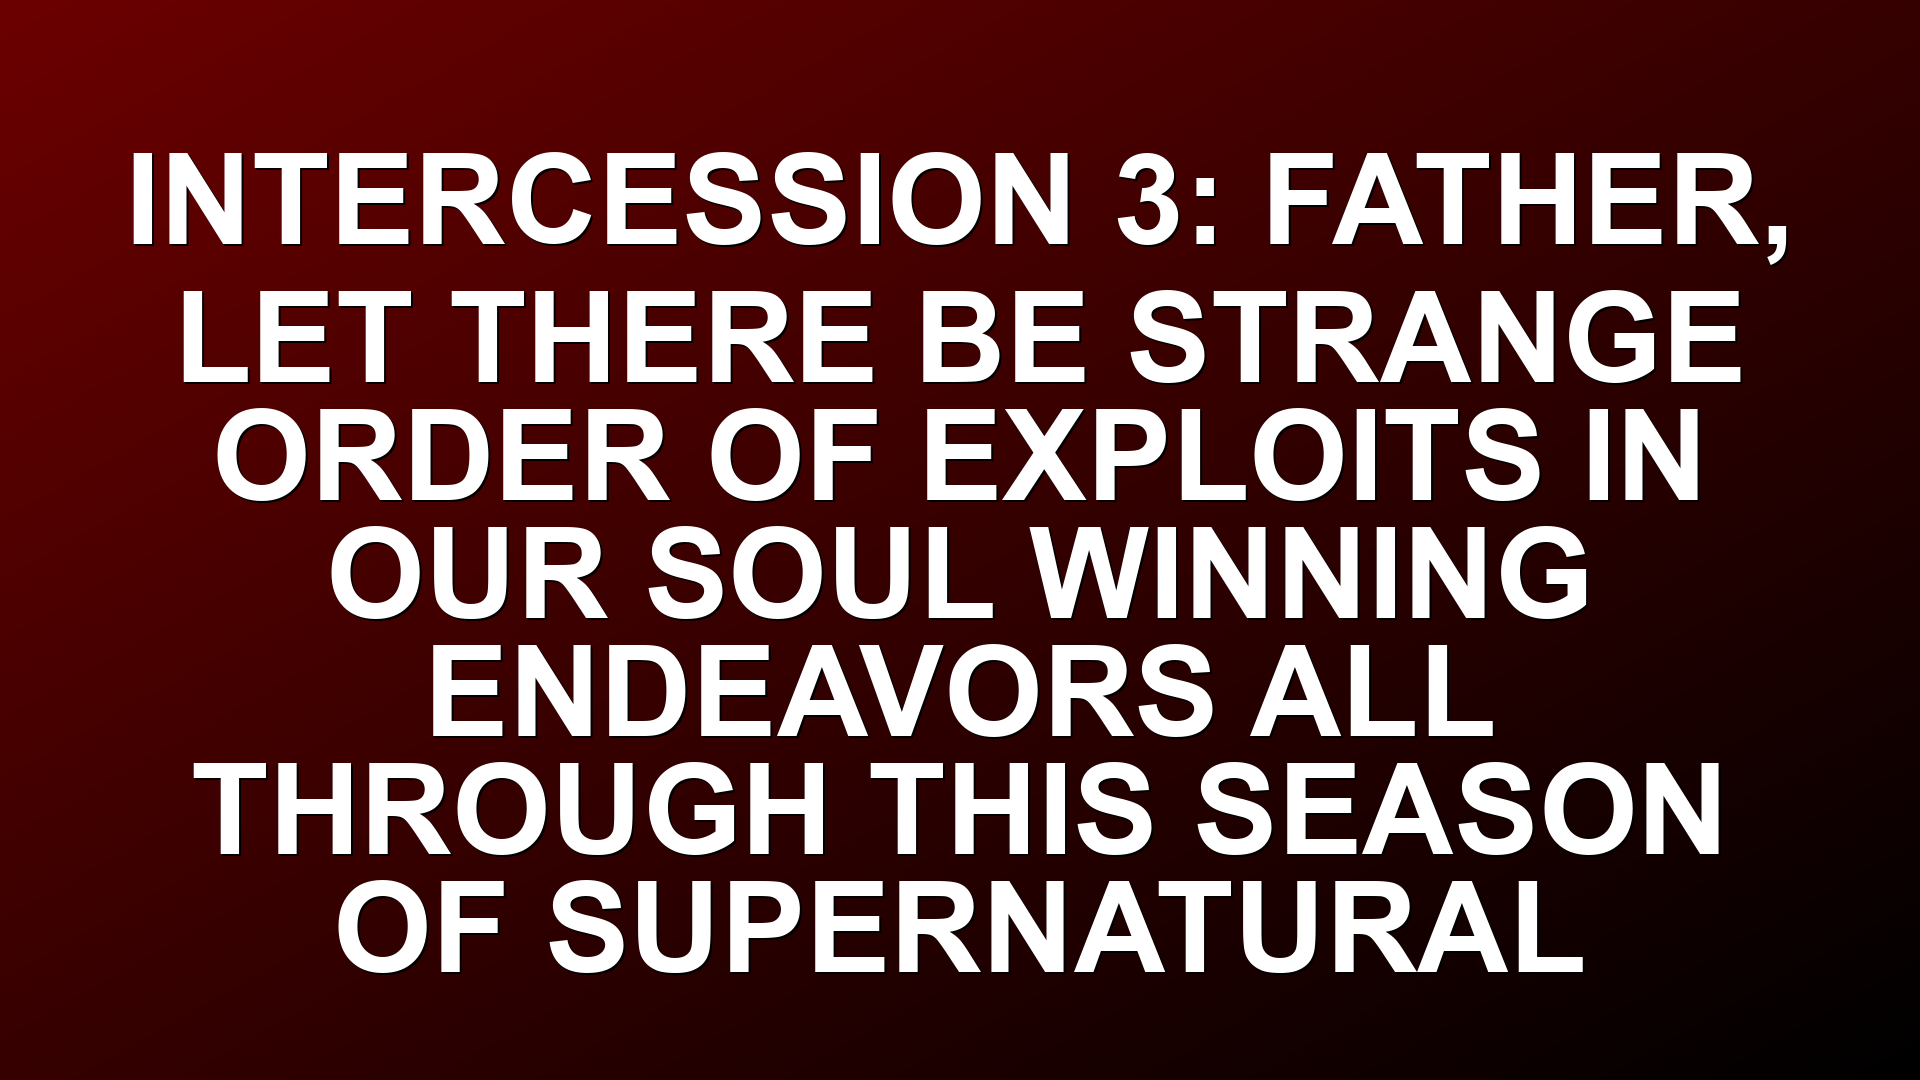 INTERCESSION 3: FATHER,
LET THERE BE STRANGE
ORDER OF EXPLOITS IN
OUR SOUL WINNING
ENDEAVORS ALL
THROUGH THIS SEASON
OF SUPERNATURAL